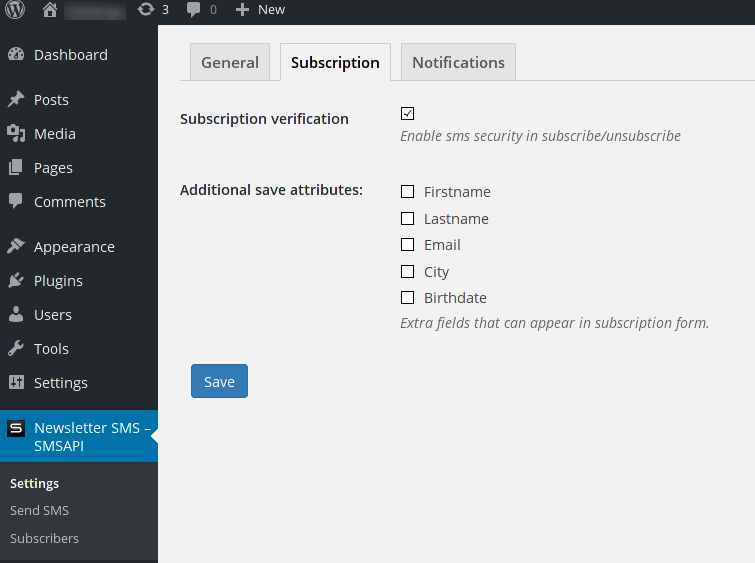 3 0 New
Dashboard
Posts
Media
Pages
Comments
Appearance
Plugins
Users
Tools
Settings
Newsletter SMS –
SMSAPI
Settings
Send SMS
Subscribers
General Subscription Notifications
Subscription verification
Enable sms security in subscribe/unsubscribe
Additional save attributes:
Firstname
Lastname
Email
City
Birthdate
Extra fields that can appear in subscription form.
Save